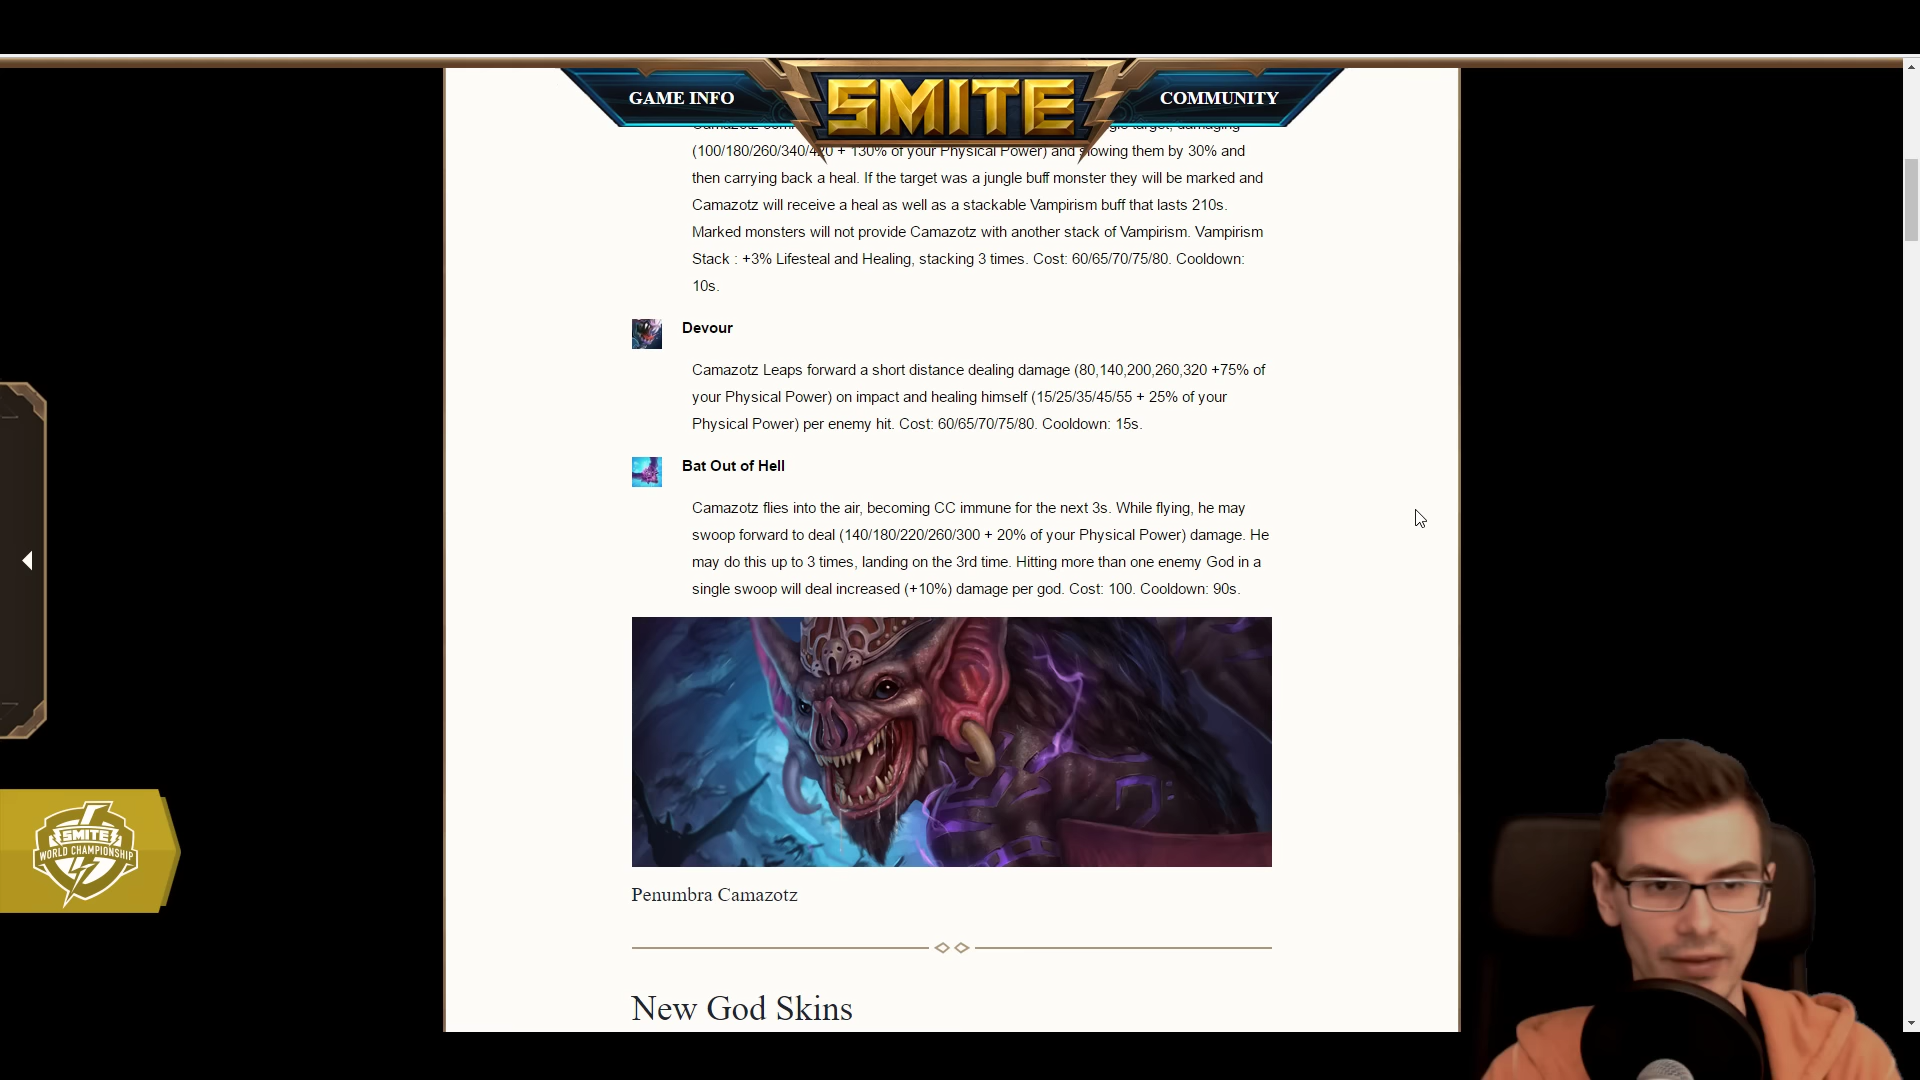 GAME INFO
SMITE
COMMUNITY
(100/180/260/340/420 + 130% of your Physical Power) and slowing them by 30% and
then carrying back a heal. If the target was a jungle buff monster they will be marked and
Camazotz will receive a heal as well as a stackable Vampirism buff that lasts 210s.
Marked monsters will not provide Camazotz with another stack of Vampirism. Vampirism
Stack : +3% Lifesteal and Healing, stacking 3 times. Cost: 60/65/70/75/80. Cooldown:
10s.
Devour
Camazotz Leaps forward a short distance dealing damage (80,140,200,260,320 +75% of
your Physical Power) on impact and healing himself (15/25/35/45/55 + 25% of your
Physical Power) per enemy hit. Cost: 60/65/70/75/80. Cooldown: 15s.
Bat Out of Hell
Camazotz flies into the air, becoming CC immune for the next 3s. While flying, he may
swoop forward to deal (140/180/220/260/300 + 20% of your Physical Power) damage. He
may do this up to 3 times, landing on the 3rd time. Hitting more than one enemy God in a
single swoop will deal increased (+10%) damage per god. Cost: 100. Cooldown: 90s.
SMITE
WORLD CHAMPIONSHIP
Penumbra Camazotz
New God Skins